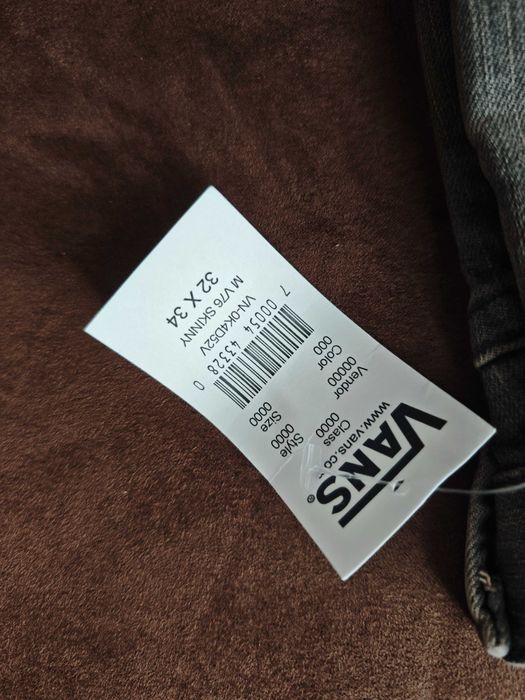 VANS®
www.vans.co
Class Style
0000 0000
Vendor Size
00000 0000
Color
000
7 00054 43328 0
VN-0K4D52V
M V76 SKINNY
32 X 34